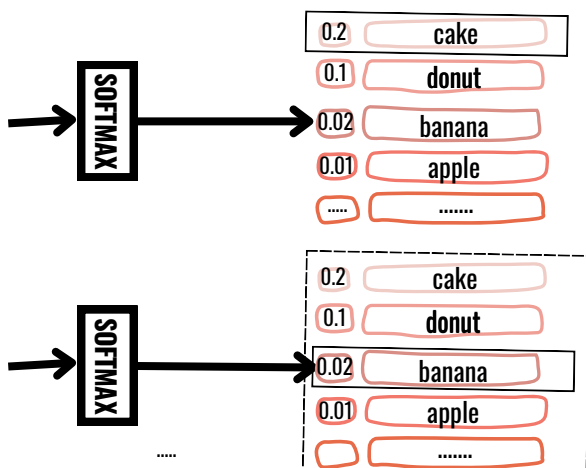 SOFTMAX
0.2 cake
0.1 donut
0.02 banana
0.01 apple
..... .......
SOFTMAX
0.2 cake
0.1 donut
0.02 banana
0.01 apple
.......
.....